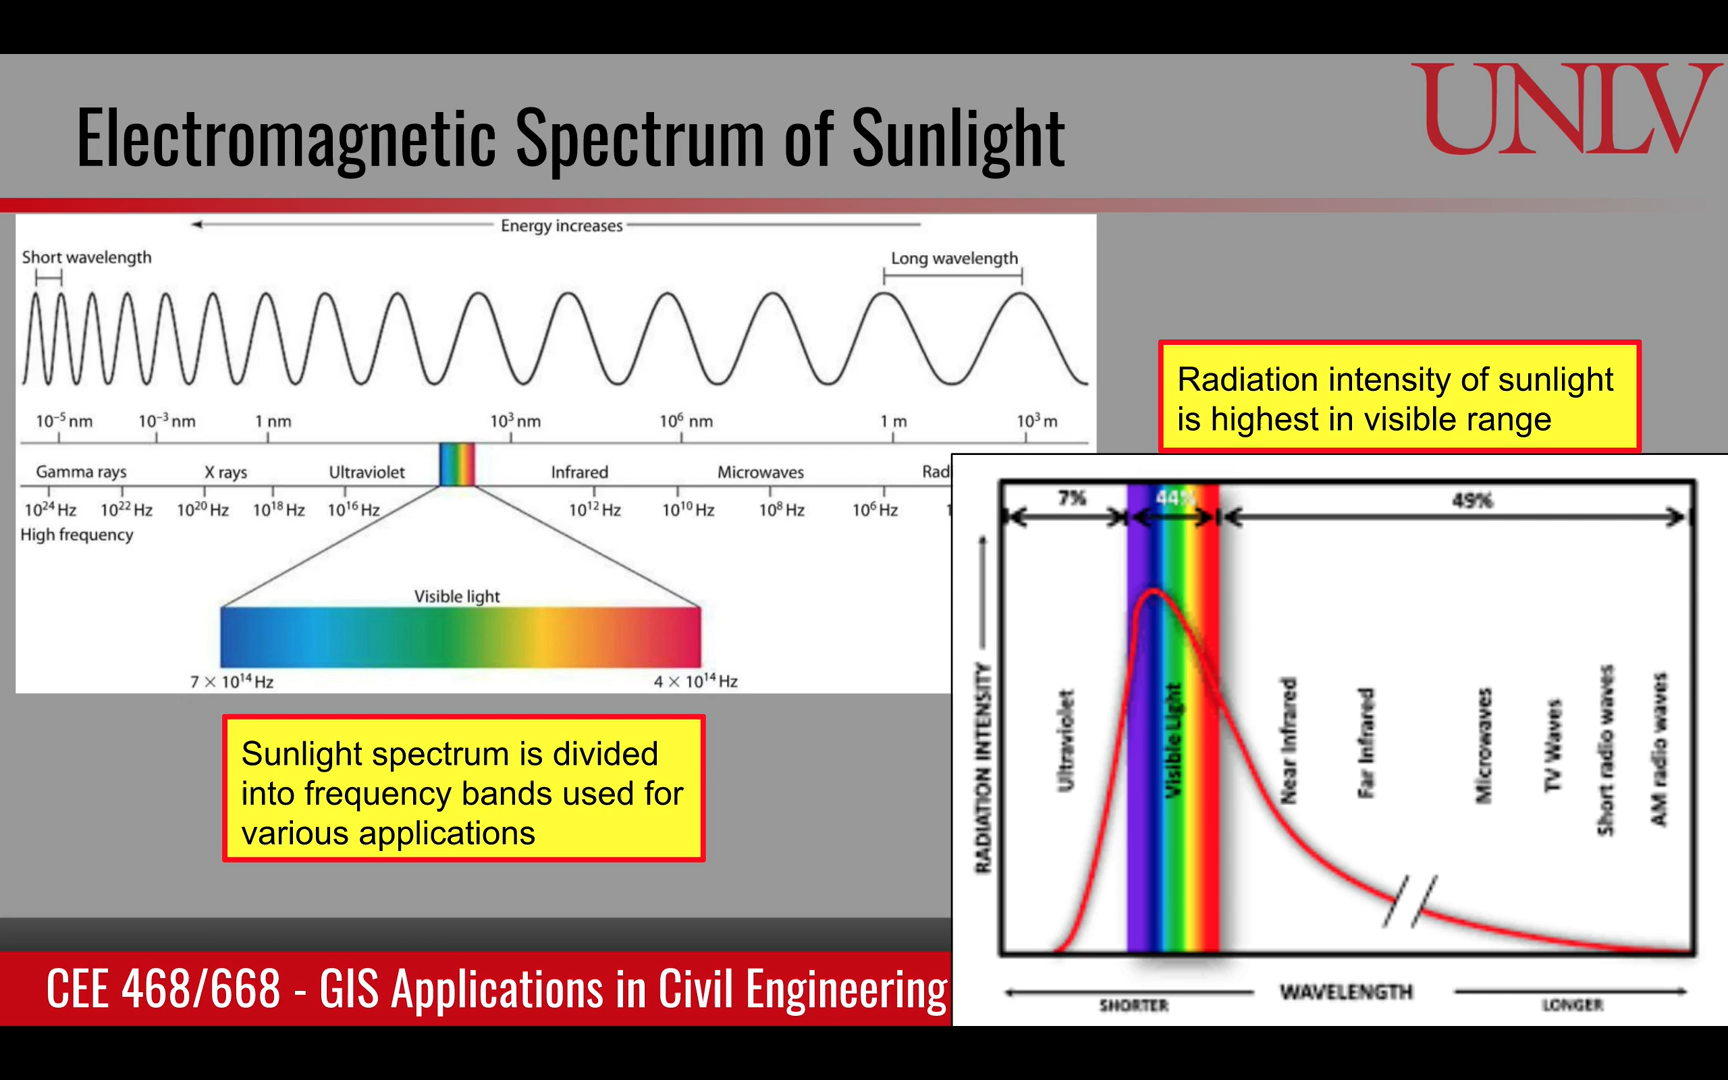 UNLV
Electromagnetic Spectrum of Sunlight
Energy increases
Short wavelength
Long wavelength
10⁻⁵ nm 10⁻³ nm 1 nm 10³ nm 10⁶ nm 1 m 10³ m
Gamma rays X rays Ultraviolet Infrared Microwaves
10²⁴ Hz 10²² Hz 10²⁰ Hz 10¹⁸ Hz 10¹⁶ Hz 10¹² Hz 10¹⁰ Hz 10⁸ Hz 10⁶ Hz
High frequency
Visible light
7 × 10¹⁴ Hz 4 × 10¹⁴ Hz
Radiation intensity of sunlight
is highest in visible range
7% 44% 49%
RADIATION INTENSITY
Ultraviolet
Visible Light
Near Infrared
Far Infrared
Microwaves
TV Waves
Short radio waves
AM radio waves
WAVELENGTH
SHORTER LONGER
Sunlight spectrum is divided
into frequency bands used for
various applications
CEE 468/668 - GIS Applications in Civil Engineering